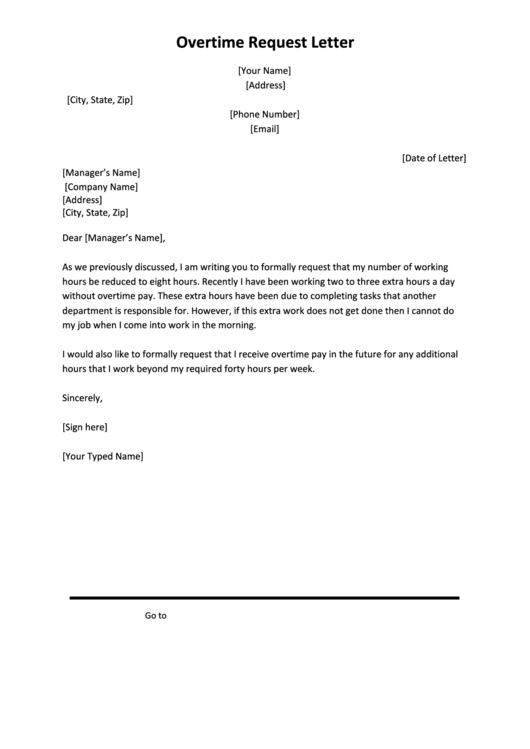 Overtime Request Letter
[Your Name]
[Address]
[City, State, Zip]
[Phone Number]
[Email]
[Date of Letter]
[Manager’s Name]
[Company Name]
[Address]
[City, State, Zip]
Dear [Manager’s Name],
As we previously discussed, I am writing you to formally request that my number of working
hours be reduced to eight hours. Recently I have been working two to three extra hours a day
without overtime pay. These extra hours have been due to completing tasks that another
department is responsible for. However, if this extra work does not get done then I cannot do
my job when I come into work in the morning.
I would also like to formally request that I receive overtime pay in the future for any additional
hours that I work beyond my required forty hours per week.
Sincerely,
[Sign here]
[Your Typed Name]
Go to